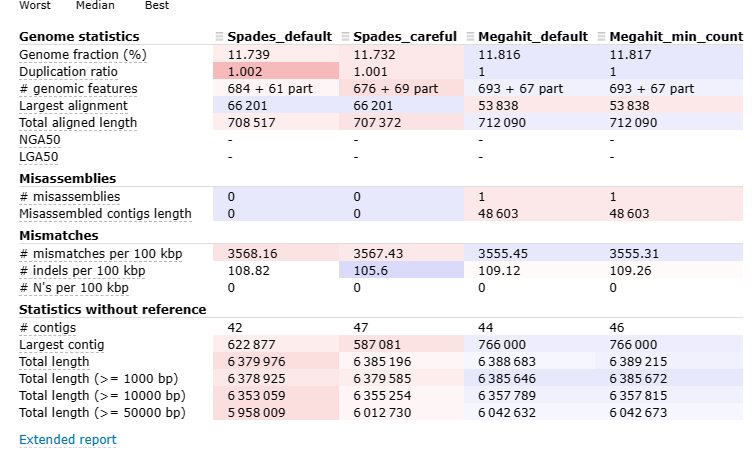 Worst Median Best
Genome statistics Spades_default Spades_careful Megahit_default Megahit_min_count
Genome fraction (%) 11.739 11.732 11.816 11.817
Duplication ratio 1.002 1.001 1 1
# genomic features 684 + 61 part 676 + 69 part 693 + 67 part 693 + 67 part
Largest alignment 66 201 66 201 53 838 53 838
Total aligned length 708 517 707 372 712 090 712 090
NGA50 - - - -
LGA50 - - - -
Misassemblies
# misassemblies 0 0 1 1
Misassembled contigs length 0 0 48 603 48 603
Mismatches
# mismatches per 100 kbp 3568.16 3567.43 3555.45 3555.31
# indels per 100 kbp 108.82 105.6 109.12 109.26
# N's per 100 kbp 0 0 0 0
Statistics without reference
# contigs 42 47 44 46
Largest contig 622 877 587 081 766 000 766 000
Total length 6 379 976 6 385 196 6 388 683 6 389 215
Total length (>= 1000 bp) 6 378 925 6 379 585 6 385 646 6 385 672
Total length (>= 10000 bp) 6 353 059 6 355 254 6 357 789 6 357 815
Total length (>= 50000 bp) 5 958 009 6 012 730 6 042 632 6 042 673
Extended report